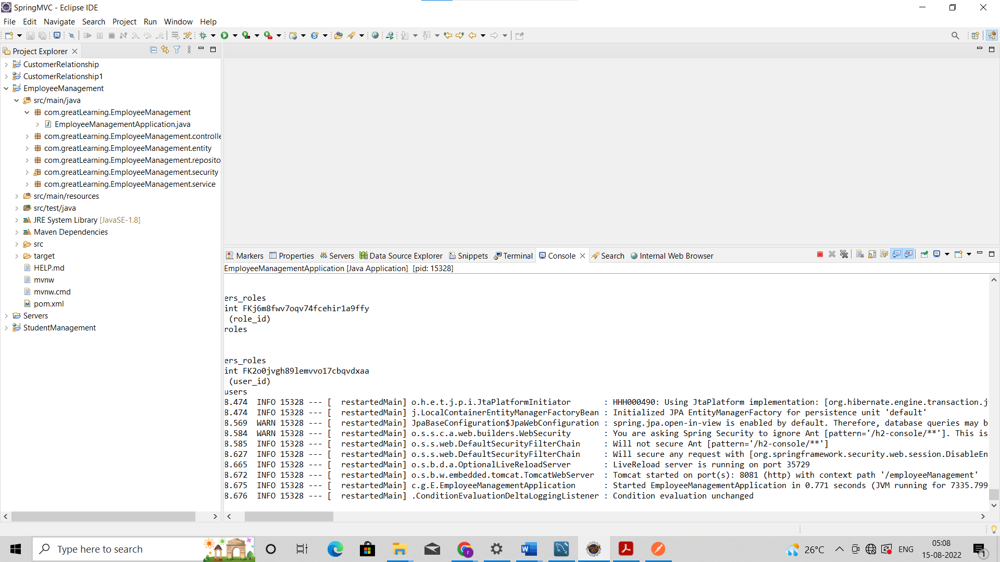 SpringMVC - Eclipse IDE
File Edit Navigate Search Project Run Window Help
Project Explorer
CustomerRelationship
CustomerRelationship1
EmployeeManagement
src/main/java
com.greatLearning.EmployeeManagement
EmployeeManagementApplication.java
com.greatLearning.EmployeeManagement.controlle
com.greatLearning.EmployeeManagement.entity
com.greatLearning.EmployeeManagement.reposito
com.greatLearning.EmployeeManagement.security
com.greatLearning.EmployeeManagement.service
src/main/resources
src/test/java
JRE System Library [JavaSE-1.8]
Maven Dependencies
src
target
HELP.md
mvnw
mvnw.cmd
pom.xml
Servers
StudentManagement
Markers Properties Servers Data Source Explorer Snippets Terminal Console Search Internal Web Browser
EmployeeManagementApplication [Java Application] [pid: 15328]
ers_roles
int FKj6m8fwv7oqv74fcehir1a9ffy
(role_id)
roles
ers_roles
int FK2o0jvgh89lemvvo17cbqvdxaa
(user_id)
users
8.474 INFO 15328 --- [ restartedMain] o.h.e.t.j.p.i.JtaPlatformInitiator : HHH000490: Using JtaPlatform implementation: [org.hibernate.engine.transaction.j
8.474 INFO 15328 --- [ restartedMain] j.LocalContainerEntityManagerFactoryBean : Initialized JPA EntityManagerFactory for persistence unit 'default'
8.569 WARN 15328 --- [ restartedMain] JpaBaseConfiguration$JpaWebConfiguration : spring.jpa.open-in-view is enabled by default. Therefore, database queries may b
8.584 WARN 15328 --- [ restartedMain] o.s.s.c.a.web.builders.WebSecurity : You are asking Spring Security to ignore Ant [pattern='/h2-console/**']. This is
8.585 INFO 15328 --- [ restartedMain] o.s.s.web.DefaultSecurityFilterChain : Will not secure Ant [pattern='/h2-console/**']
8.627 INFO 15328 --- [ restartedMain] o.s.s.web.DefaultSecurityFilterChain : Will secure any request with [org.springframework.security.web.session.DisableEn
8.665 INFO 15328 --- [ restartedMain] o.s.b.d.a.OptionalLiveReloadServer : LiveReload server is running on port 35729
8.672 INFO 15328 --- [ restartedMain] o.s.b.w.embedded.tomcat.TomcatWebServer : Tomcat started on port(s): 8081 (http) with context path '/employeeManagement'
8.675 INFO 15328 --- [ restartedMain] c.g.E.EmployeeManagementApplication : Started EmployeeManagementApplication in 0.771 seconds (JVM running for 7335.799
8.676 INFO 15328 --- [ restartedMain] .ConditionEvaluationDeltaLoggingListener : Condition evaluation unchanged
Type here to search
26°C
ENG
05:08
15-08-2022
1